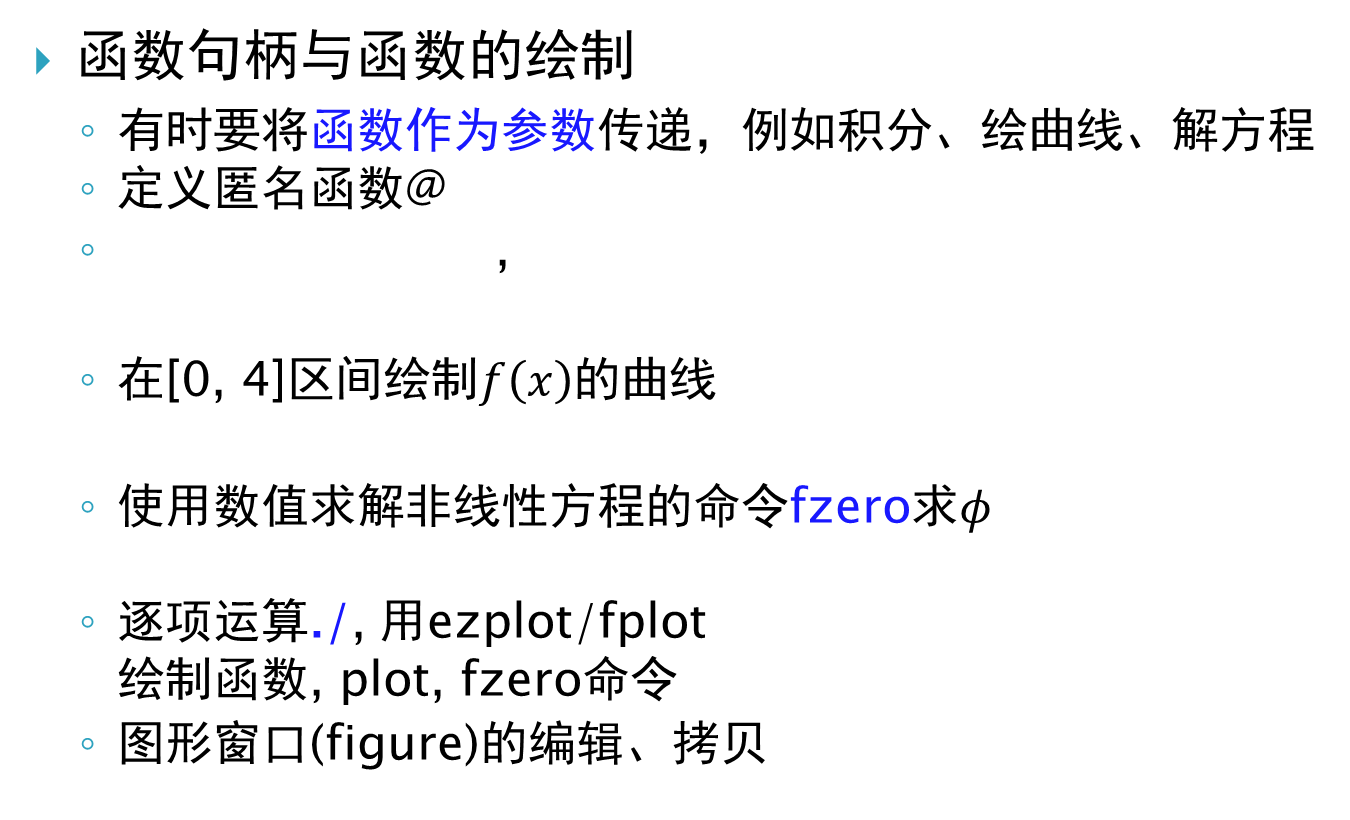 函数句柄与函数的绘制
有时要将函数作为参数传递，例如积分、绘曲线、解方程
定义匿名函数@
,
在[0, 4]区间绘制f(x)的曲线
使用数值求解非线性方程的命令fzero求ϕ
逐项运算./, 用ezplot/fplot
绘制函数, plot, fzero命令
图形窗口(figure)的编辑、拷贝